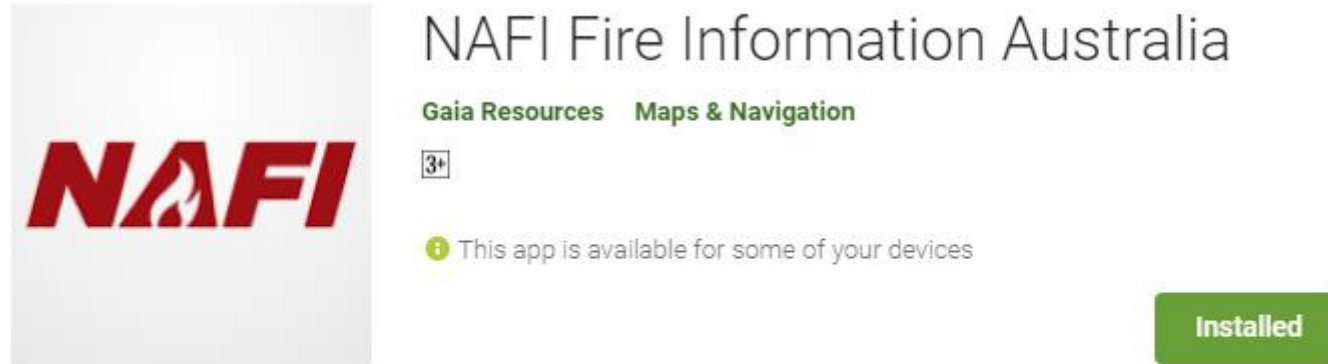 NAFI
NAFI Fire Information Australia
Gaia Resources Maps & Navigation
3+
This app is available for some of your devices
Installed